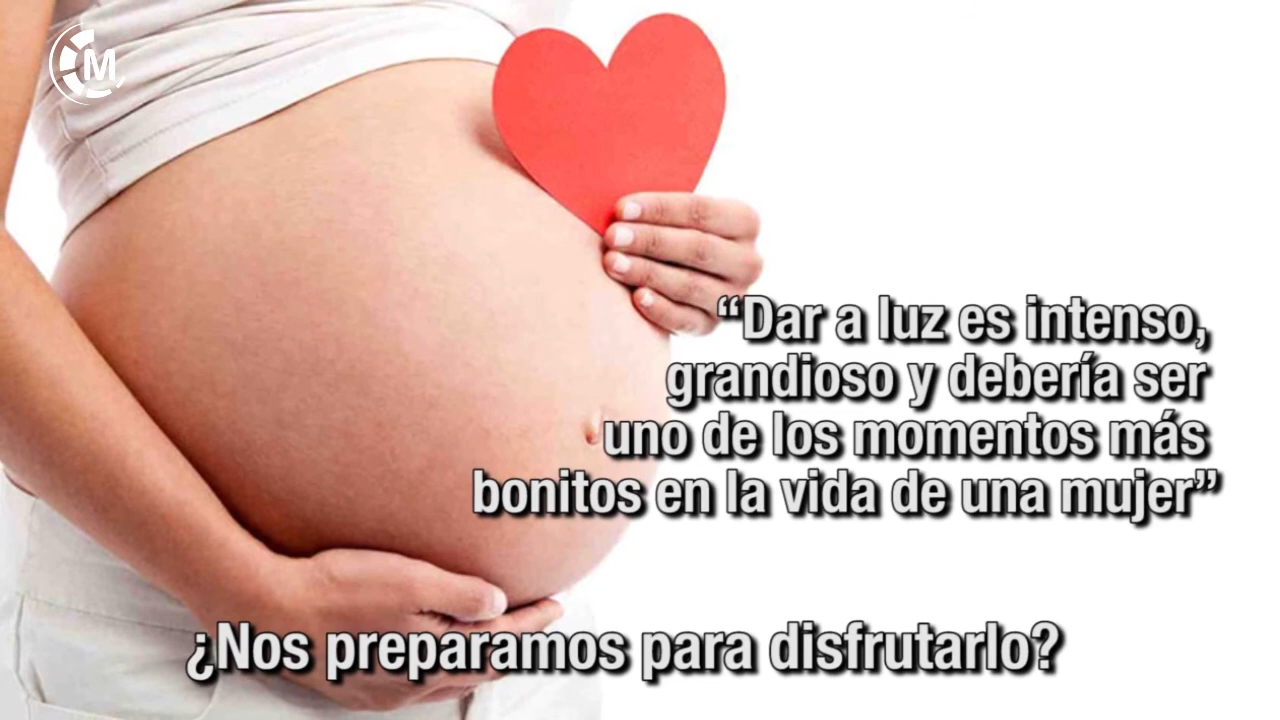 M
“Dar a luz es intenso,
grandioso y debería ser
uno de los momentos más
bonitos en la vida de una mujer”
¿Nos preparamos para disfrutarlo?